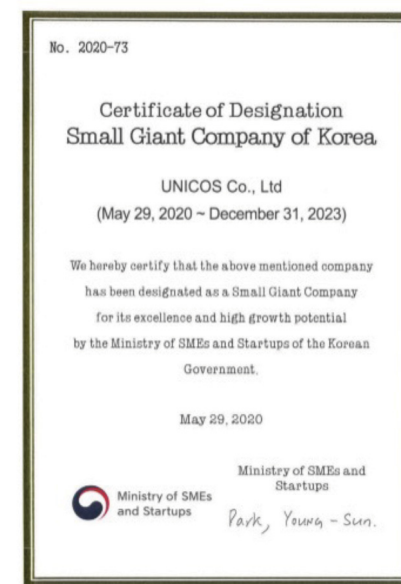 No. 2020-73
Certificate of Designation
Small Giant Company of Korea
UNICOS Co., Ltd
(May 29, 2020 ~ December 31, 2023)
We hereby certify that the above mentioned company
has been designated as a Small Giant Company
for its excellence and high growth potential
by the Ministry of SMEs and Startups of the Korean
Government.
May 29, 2020
Ministry of SMEs
and Startups
Ministry of SMEs and
Startups
Park, Young-Sun.